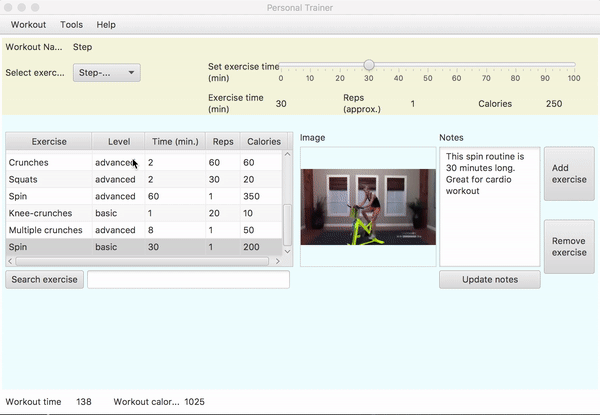 Personal Trainer
Workout Tools Help
Workout Na... Step
Select exerc... Step-...
Set exercise time
(min)
0 10 20 30 40 50 60 70 80 90 100
Exercise time
(min)
30
Reps
(approx.)
1
Calories
250
Exercise Level Time (min.) Reps Calories
Crunches advanced 2 60 60
Squats advanced 2 30 20
Spin advanced 60 1 350
Knee-crunches basic 1 20 10
Multiple crunches advanced 8 1 50
Spin basic 30 1 200
Search exercise
Image
Notes
This spin routine is
30 minutes long.
Great for cardio
workout
Update notes
Add
exercise
Remove
exercise
Workout time 138 Workout calor... 1025